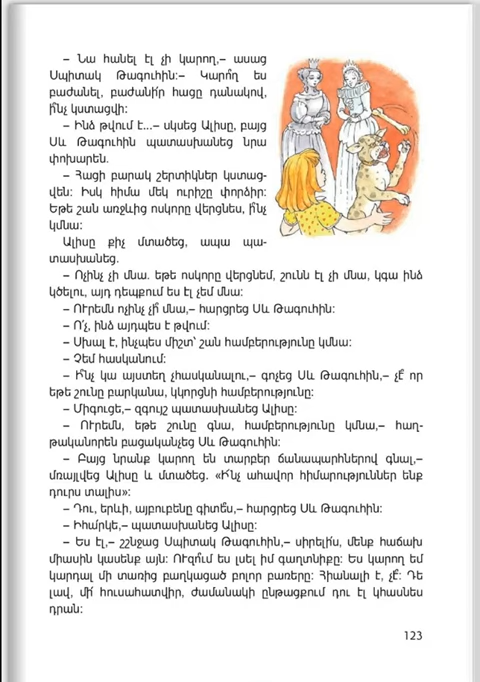 – Նա հանել էլ չի կարող,– ասաց
Սպիտակ Թագուհին:– Կարո՞ղ ես
բաժանել, բաժանի՛ր հացը դանակով,
ի՞նչ կստացվի:
– Ինձ թվում է...– սկսեց Ալիսը, բայց
Սև Թագուհին պատասխանեց նրա
փոխարեն.
– Հացի բարակ շերտիկներ կստաց-
վեն: Իսկ հիմա մեկ ուրիշը փորձիր:
Եթե շան առջևից ոսկորը վերցնես, ի՞նչ
կմնա:
Ալիսը քիչ մտածեց, ապա պա-
տասխանեց.
– Ոչինչ չի մնա. եթե ոսկորը վերցնեմ, շունն էլ չի մնա, կգա ինձ
կծելու, այդ դեպքում ես էլ չեմ մնա:
– ՈՒրեմն ոչինչ չի՞ մնա,– հարցրեց Սև Թագուհին:
– Ո՛չ, ինձ այդպես է թվում:
– Սխալ է, ինչպես միշտ՝ շան համբերությունը կմնա:
– Չեմ հասկանում:
– Ի՞նչ կա այստեղ չհասկանալու,– գոչեց Սև Թագուհին,– չէ՞ որ
եթե շունը բարկանա, կկորցնի համբերությունը:
– Միգուցե,– զգույշ պատասխանեց Ալիսը:
– ՈՒրեմն, եթե շունը գնա, համբերությունը կմնա,– հաղ-
թականորեն բացականչեց Սև Թագուհին:
– Բայց նրանք կարող են տարբեր ճանապարհներով գնալ,–
մռայլվեց Ալիսը և մտածեց. «Ի՜նչ ահավոր հիմարություններ ենք
դուրս տալիս»:
– Դու, երևի, այբուբենը գիտե՞ս,– հարցրեց Սև Թագուհին:
– Իհա՛րկե,– պատասխանեց Ալիսը:
– Ես էլ,– շշնջաց Սպիտակ Թագուհին,– սիրելի՛ս, մենք հաճախ
միասին կասենք այն: ՈՒզո՞ւմ ես լսել իմ գաղտնիքը: Ես կարող եմ
կարդալ մի տառից բաղկացած բոլոր բառերը: Հիանալի է, չէ՞: Դե
լավ, մի՛ հուսահատվիր, ժամանակի ընթացքում դու էլ կհասնես
դրան:
123